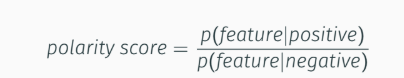 polarity score = p(feature|positive) / p(feature|negative)